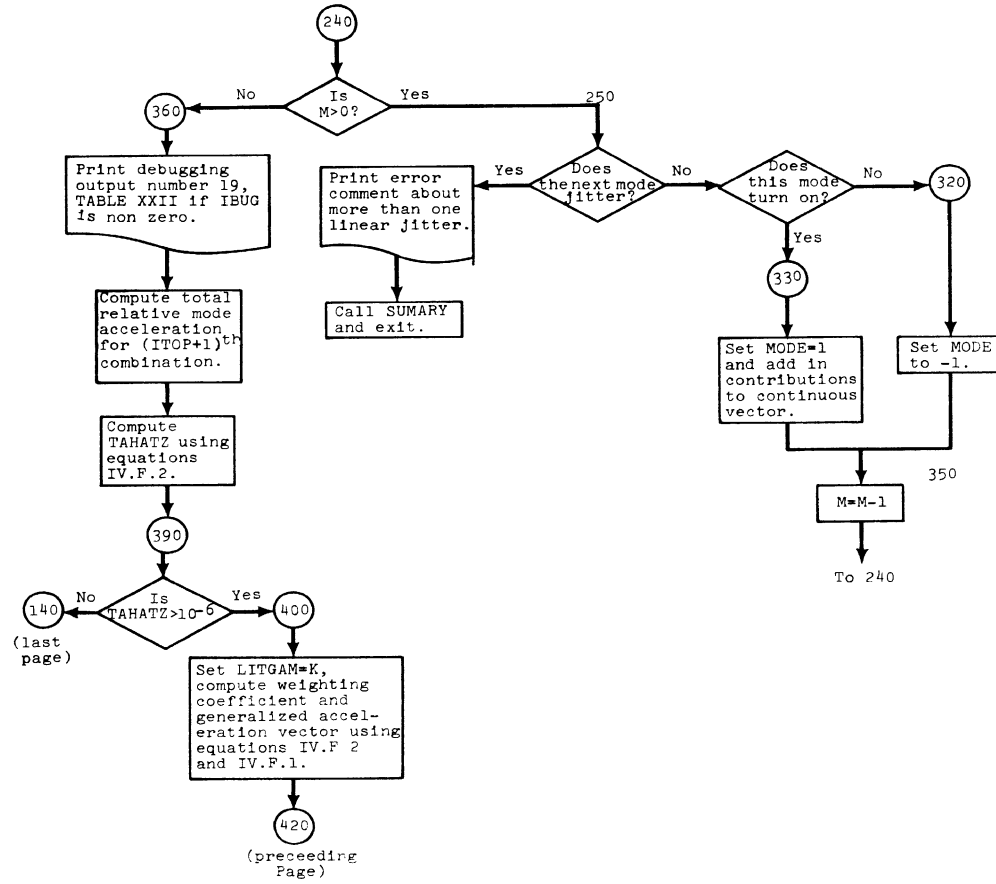 240
Is
M>0?
No
Yes
360
250
Print debugging
output number 19,
TABLE XXII if IBUG
is non zero.
Print error
comment about
more than one
linear jitter.
Yes
Does
the next mode
jitter?
No
Does
this mode
turn on?
No
320
Yes
330
Compute total
relative mode
acceleration
for (ITOP+1)th
combination.
Call SUMARY
and exit.
Set MODE=1
and add in
contributions
to continuous
vector.
Set MODE
to -1.
Compute
TAHATZ using
equations
IV.F.2.
350
M=M-1
To 240
390
Is
TAHATZ>10-6
No
Yes
140
(last
page)
400
Set LITGAM=K,
compute weighting
coefficient and
generalized accel-
eration vector using
equations IV.F 2
and IV.F.1.
420
(preceeding
Page)